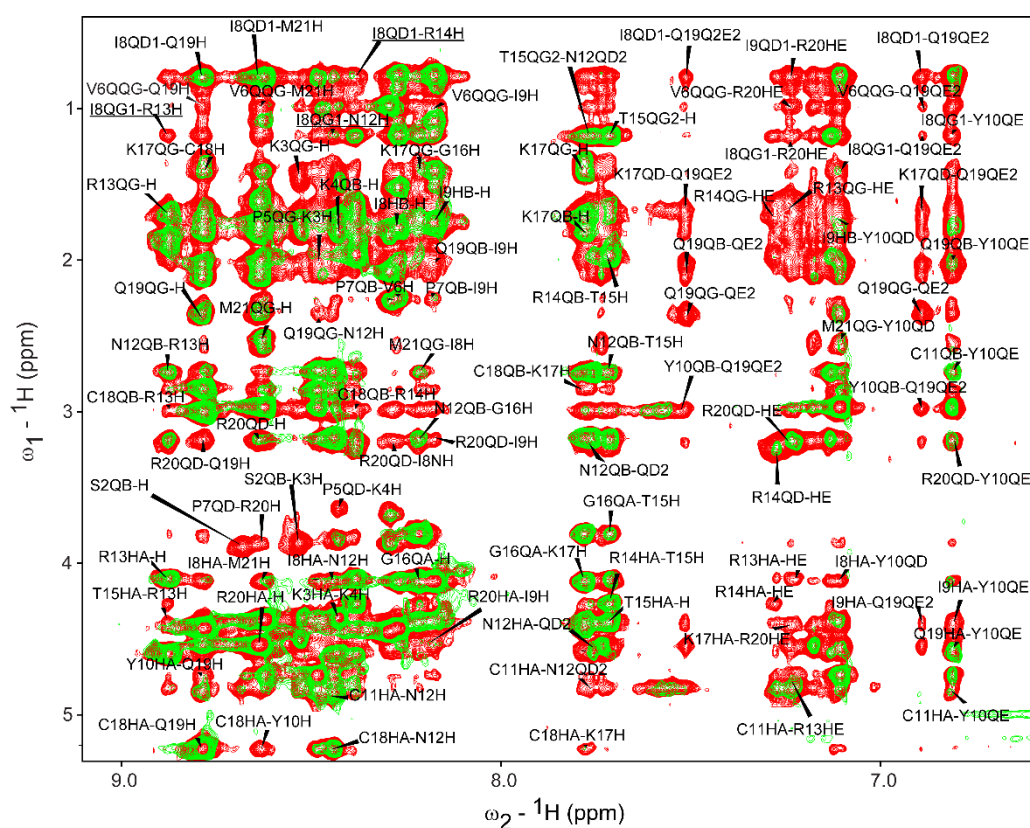 I8QD1-M21H
I8QD1-Q19H
I8QD1-R14H
I8QD1-Q19Q2E2
I9QD1-R20HE
I8QD1-Q19QE2
T15QG2-N12QD2
V6QQG-Q19H
V6QQG-M21H
V6QQG-I9H
V6QQG-R20HE
V6QQG-Q19QE2
1.0
I8QG1-R13H
I8QG1-N12H
T15QG2-H
I8QG1-Y10QE
K17QG-C18H
K3QG-H
K17QG-G16H
K17QG-H
I8QG1-R20HE
I8QG1-Q19QE2
R13QG-H
K4QB-H
I9HB-H
K17QD-Q19QE2
R14QG-HE
R13QG-HE
K17QD-Q19QE2
P5QG-K3H
I8HB-H
K17QB-H
I9HB-Y10QD
Q19QB-I9H
Q19QB-QE2
Q19QB-Y10QE
2.0
Q19QG-H
P7QB-V6H
P7QB-I9H
R14QB-T15H
Q19QG-QE2
Q19QG-QE2
M21QG-H
M21QG-Y10QD
N12QB-R13H
Q19QG-N12H
M21QG-I8H
N12QB-T15H
C11QB-Y10QE
C18QB-K17H
Y10QB-Q19QE2
C18QB-R13H
C18QB-R14H
Y10QB-Q19QE2
3.0
R20QD-H
N12QB-G16H
R20QD-HE
R20QD-I9H
R20QD-Q19H
R20QD-I8NH
N12QB-QD2
R14QD-HE
R20QD-Y10QE
S2QB-H
S2QB-K3H
P5QD-K4H
P7QD-R20H
G16QA-T15H
R13HA-H
I8HA-M21H
I8HA-N12H
G16QA-H
G16QA-K17H
R14HA-T15H
R13HA-HE
I8HA-Y10QD
4
T15HA-R13H
R20HA-H
K3HA-K4H
R20HA-I9H
R14HA-HE
I9HA-Y10QE
I9HA-Q19QE2
N12HA-QD2
T15HA-H
K17HA-R20HE
Q19HA-Y10QE
Y10HA-Q19H
C11HA-N12H
C11HA-N12QD2
5
C18HA-Q19H
C18HA-Y10H
C18HA-N12H
C18HA-K17H
C11HA-R13HE
C11HA-Y10QE
9.0
8.0
7.0
ω1 - 1H (ppm)
ω2 - 1H (ppm)